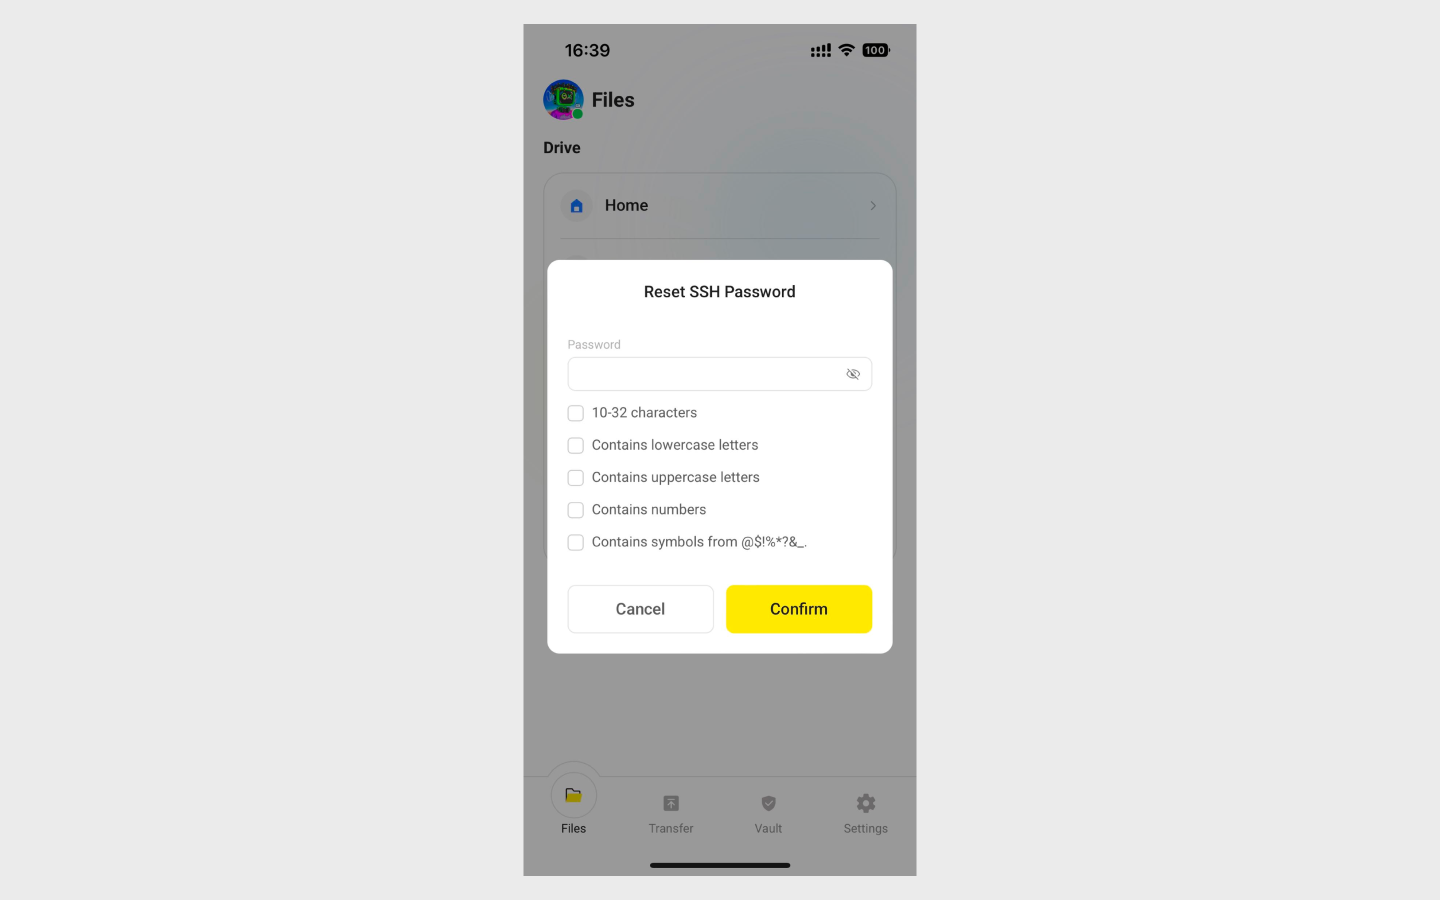 16:39
100
Files
Drive
Home
Reset SSH Password
Password
10-32 characters
Contains lowercase letters
Contains uppercase letters
Contains numbers
Contains symbols from @$!%*?&_.
Cancel
Confirm
Files
Transfer
Vault
Settings